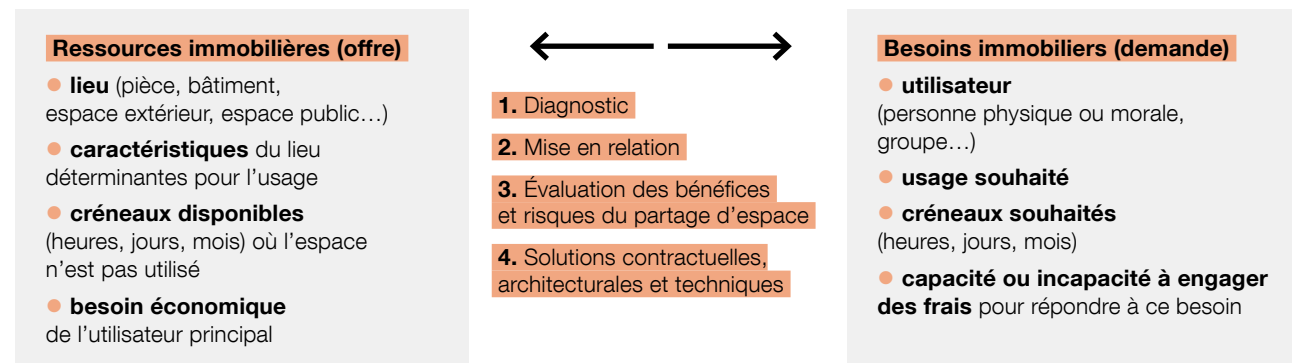 Ressources immobilières (offre)
● lieu (pièce, bâtiment,
espace extérieur, espace public…)
● caractéristiques du lieu
déterminantes pour l’usage
● créneaux disponibles
(heures, jours, mois) où l’espace
n’est pas utilisé
● besoin économique
de l’utilisateur principal
1. Diagnostic
2. Mise en relation
3. Évaluation des bénéfices
et risques du partage d’espace
4. Solutions contractuelles,
architecturales et techniques
Besoins immobiliers (demande)
● utilisateur
(personne physique ou morale,
groupe…)
● usage souhaité
● créneaux souhaités
(heures, jours, mois)
● capacité ou incapacité à engager
des frais pour répondre à ce besoin